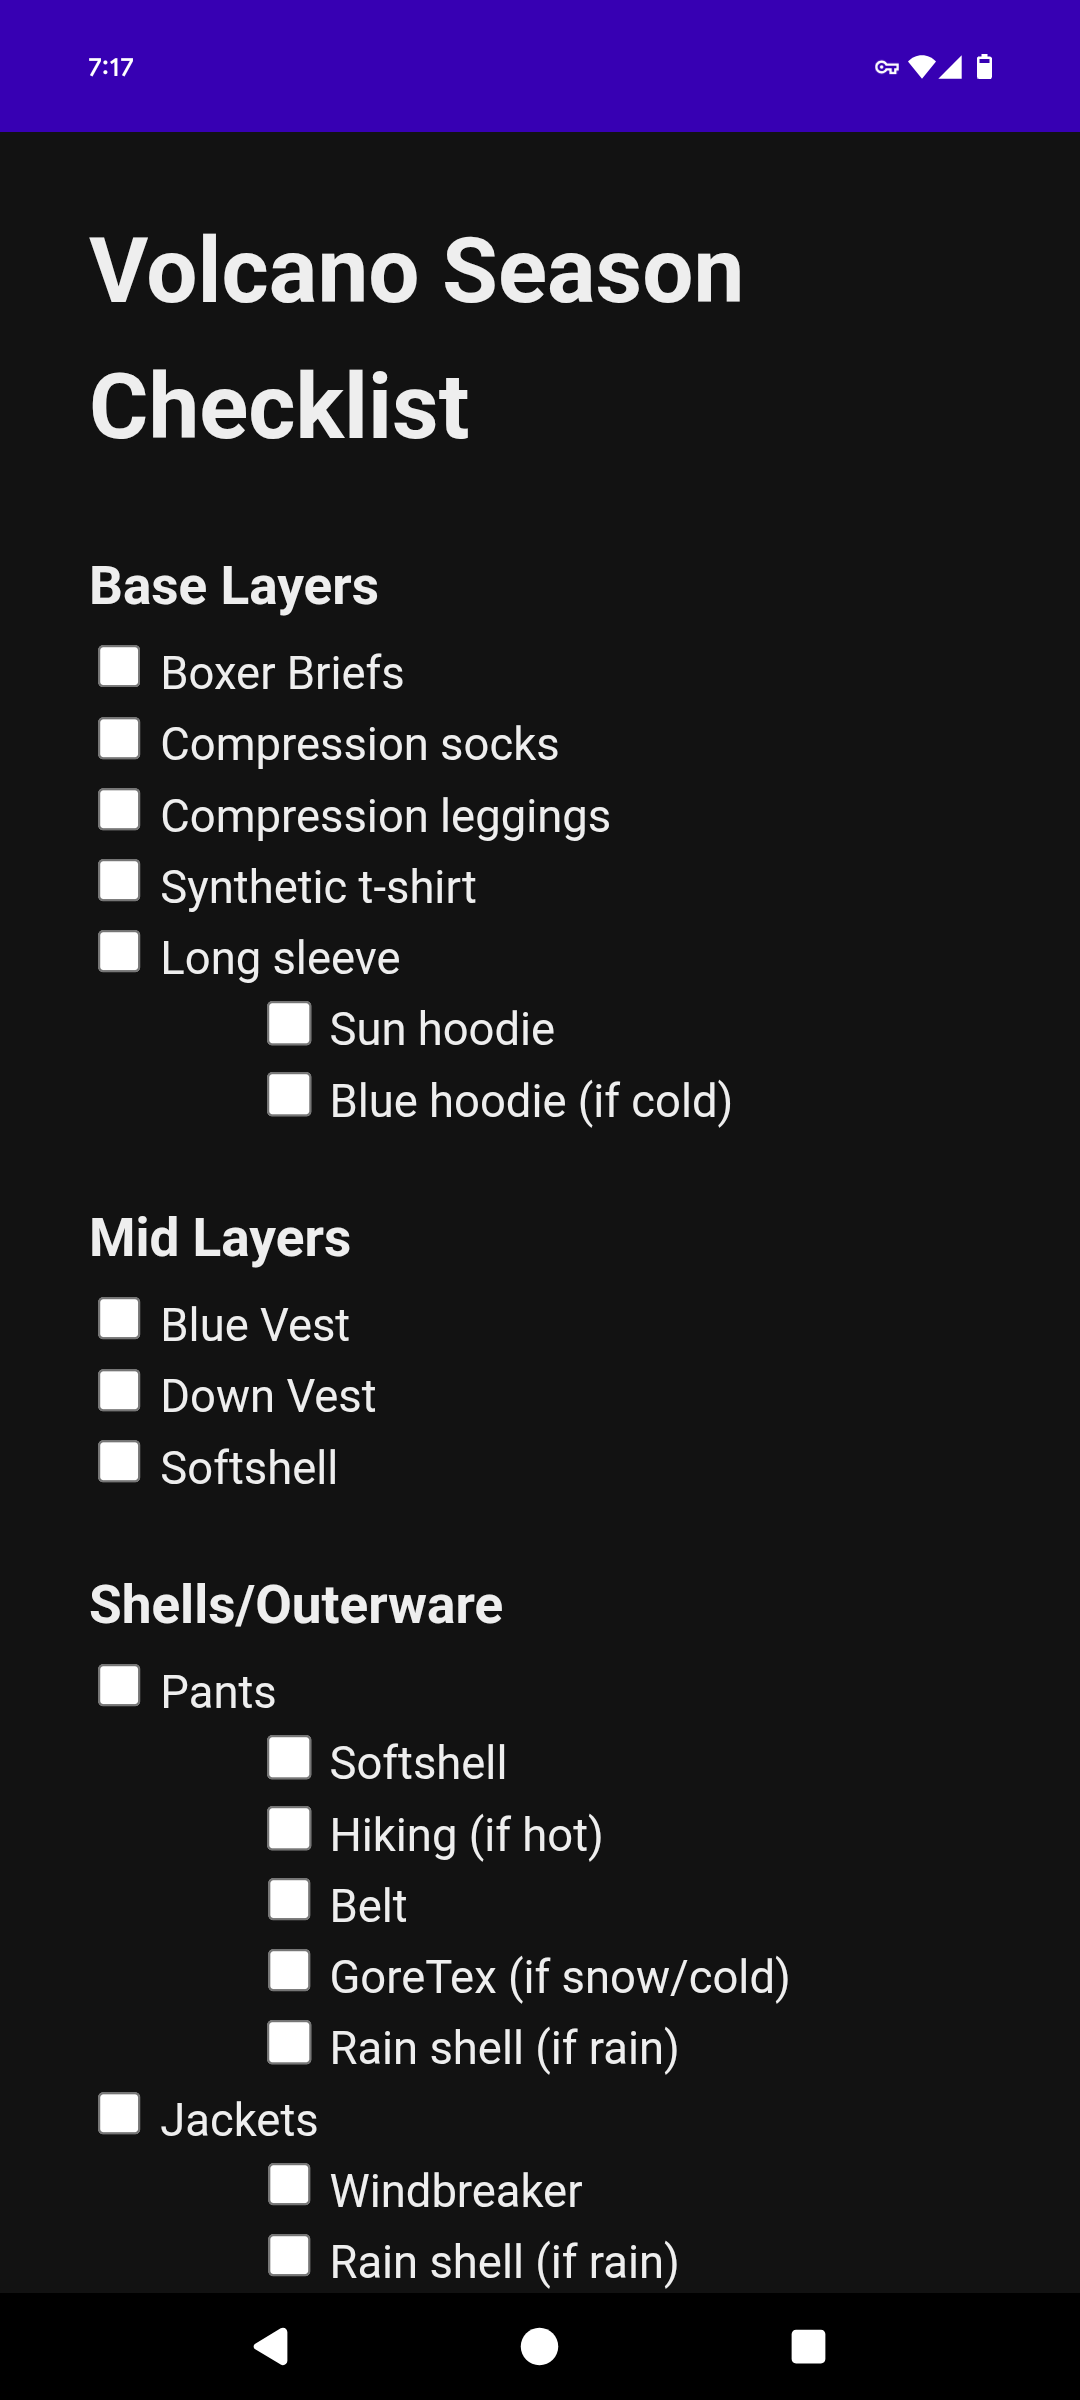 7:17
Volcano Season
Checklist
Base Layers
Boxer Briefs
Compression socks
Compression leggings
Synthetic t-shirt
Long sleeve
Sun hoodie
Blue hoodie (if cold)
Mid Layers
Blue Vest
Down Vest
Softshell
Shells/Outerware
Pants
Softshell
Hiking (if hot)
Belt
GoreTex (if snow/cold)
Rain shell (if rain)
Jackets
Windbreaker
Rain shell (if rain)